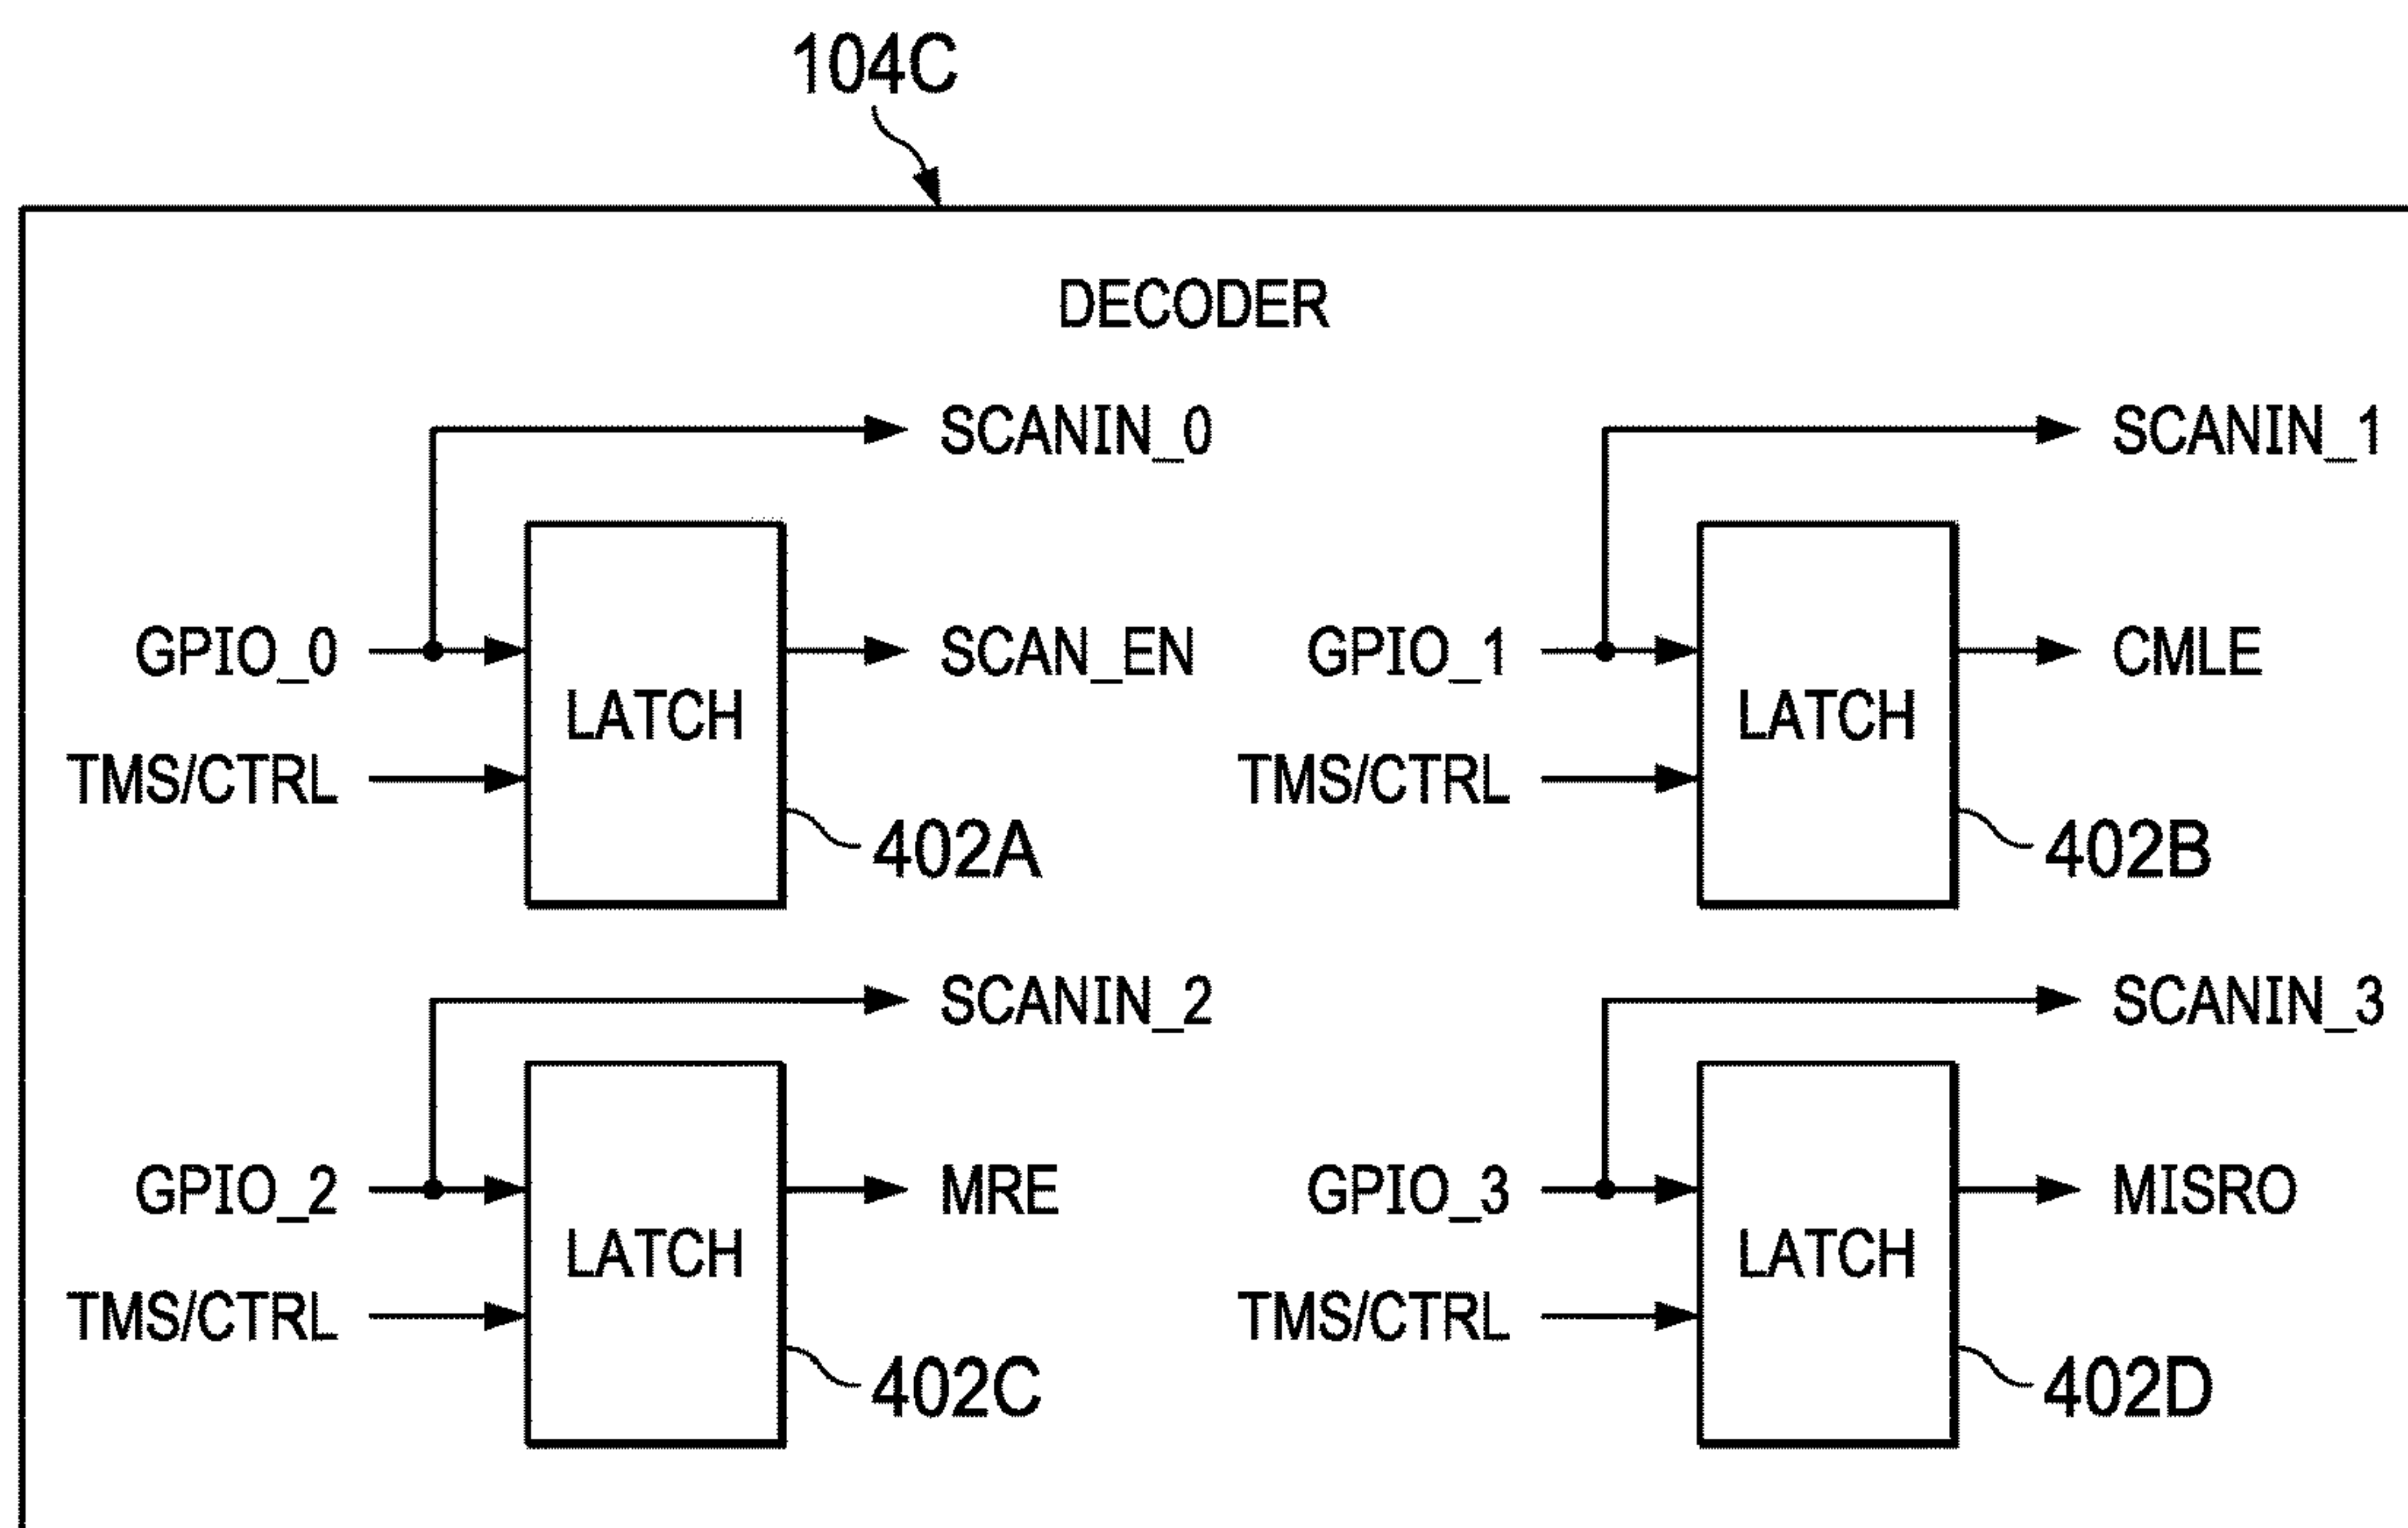 104C
DECODER
SCANIN_0
GPIO_0
SCAN_EN
LATCH
TMS/CTRL
402A
SCANIN_1
GPIO_1
CMLE
LATCH
TMS/CTRL
402B
SCANIN_2
GPIO_2
MRE
LATCH
TMS/CTRL
402C
SCANIN_3
GPIO_3
MISRO
LATCH
TMS/CTRL
402D